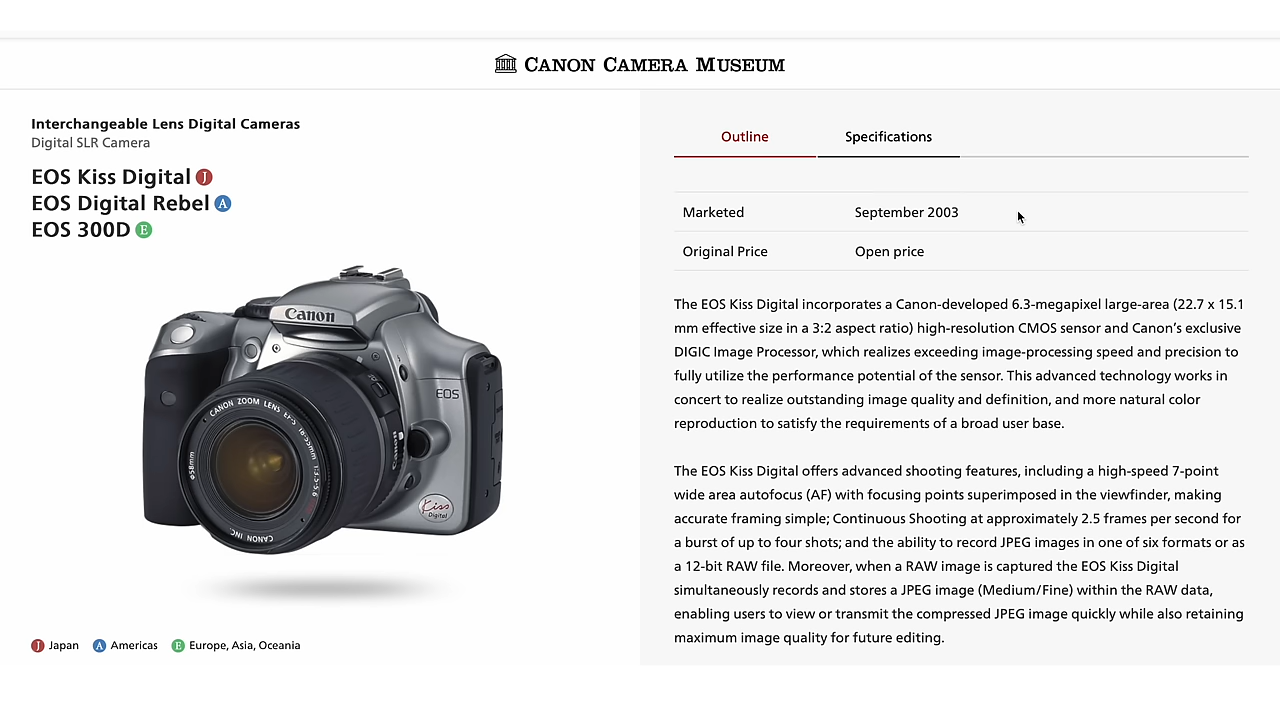 CANON CAMERA MUSEUM
Interchangeable Lens Digital Cameras
Digital SLR Camera
EOS Kiss Digital J
EOS Digital Rebel A
EOS 300D E
Canon
EOS
CANON ZOOM LENS EF-S 18-55mm 1:3.5-5.6
ø58mm
CANON INC.
Canon
Kiss
Digital
J Japan A Americas E Europe, Asia, Oceania
Outline Specifications
Marketed September 2003
Original Price Open price
The EOS Kiss Digital incorporates a Canon-developed 6.3-megapixel large-area (22.7 x 15.1
mm effective size in a 3:2 aspect ratio) high-resolution CMOS sensor and Canon’s exclusive
DIGIC Image Processor, which realizes exceeding image-processing speed and precision to
fully utilize the performance potential of the sensor. This advanced technology works in
concert to realize outstanding image quality and definition, and more natural color
reproduction to satisfy the requirements of a broad user base.
The EOS Kiss Digital offers advanced shooting features, including a high-speed 7-point
wide area autofocus (AF) with focusing points superimposed in the viewfinder, making
accurate framing simple; Continuous Shooting at approximately 2.5 frames per second for
a burst of up to four shots; and the ability to record JPEG images in one of six formats or as
a 12-bit RAW file. Moreover, when a RAW image is captured the EOS Kiss Digital
simultaneously records and stores a JPEG image (Medium/Fine) within the RAW data,
enabling users to view or transmit the compressed JPEG image quickly while also retaining
maximum image quality for future editing.